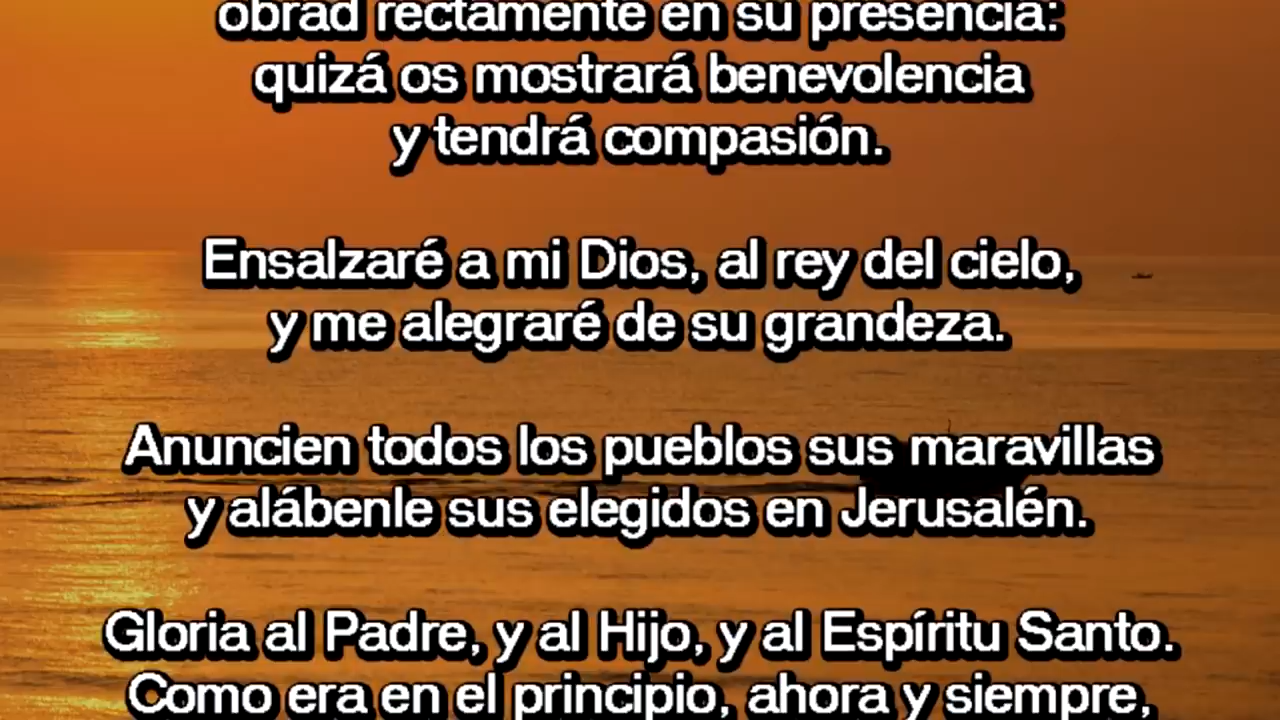 obrad rectamente en su presencia:
quizá os mostrará benevolencia
y tendrá compasión.
Ensalzaré a mi Dios, al rey del cielo,
y me alegraré de su grandeza.
Anuncien todos los pueblos sus maravillas
y alábenle sus elegidos en Jerusalén.
Gloria al Padre, y al Hijo, y al Espíritu Santo.
Como era en el principio, ahora y siempre,